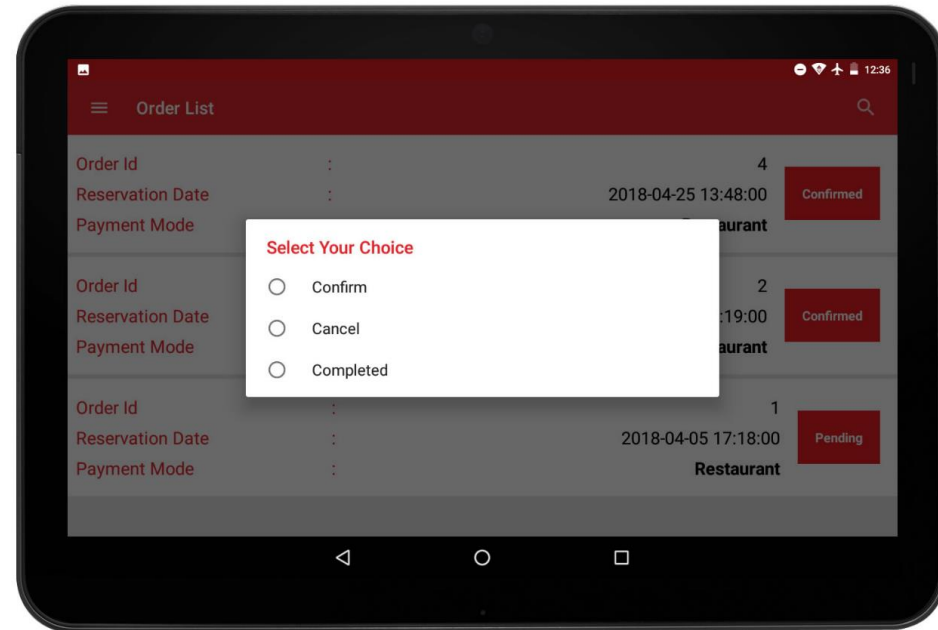 12:36
Order List
Order Id : 4
Reservation Date : 2018-04-25 13:48:00 Confirmed
Payment Mode
Select Your Choice
Confirm
Cancel
Completed
Order Id 2
Reservation Date :19:00 Confirmed
Payment Mode
Order Id : 1
Reservation Date : 2018-04-05 17:18:00 Pending
Payment Mode : Restaurant